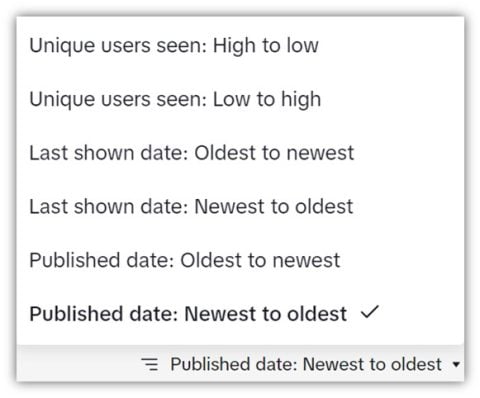 Unique users seen: High to low
Unique users seen: Low to high
Last shown date: Oldest to newest
Last shown date: Newest to oldest
Published date: Oldest to newest
Published date: Newest to oldest
Published date: Newest to oldest